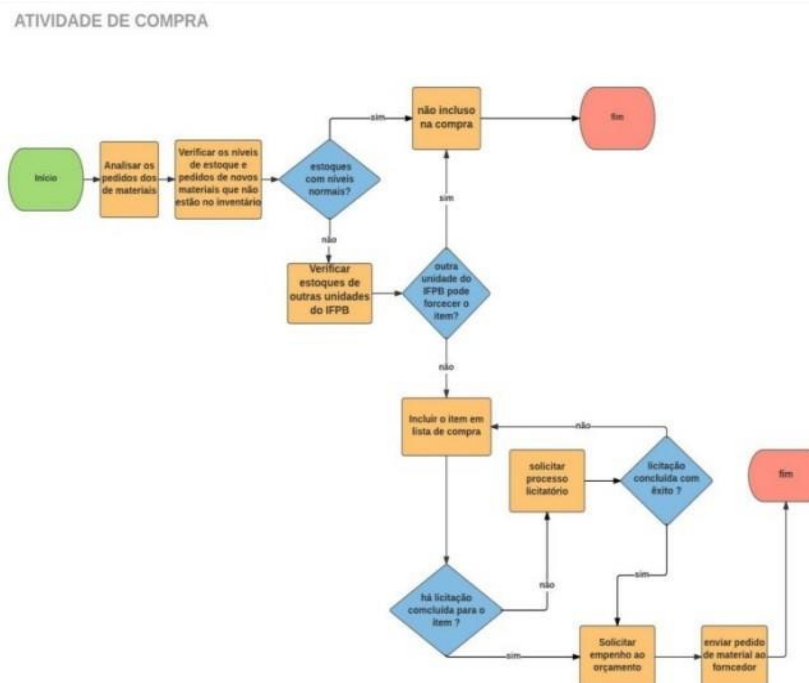 ATIVIDADE DE COMPRA
Início
Analisar os
pedidos dos
de materiais
Verificar os níveis
de estoque e
pedidos de novos
materiais que não
estão no inventário
estoques
com níveis
normais?
sim
não incluso
na compra
fim
não
Verificar
estoques de
outras unidades
do IFPB
outra
unidade do
IFPB pode
forcecer o
item?
sim
não
Incluir o item em
lista de compra
não
solicitar
processo
licitatório
licitação
concluída com
êxito ?
fim
há licitação
comcluída para o
item ?
não
sim
sim
Solicitar
empenho ao
orçamento
enviar pedido
de material ao
forncedor